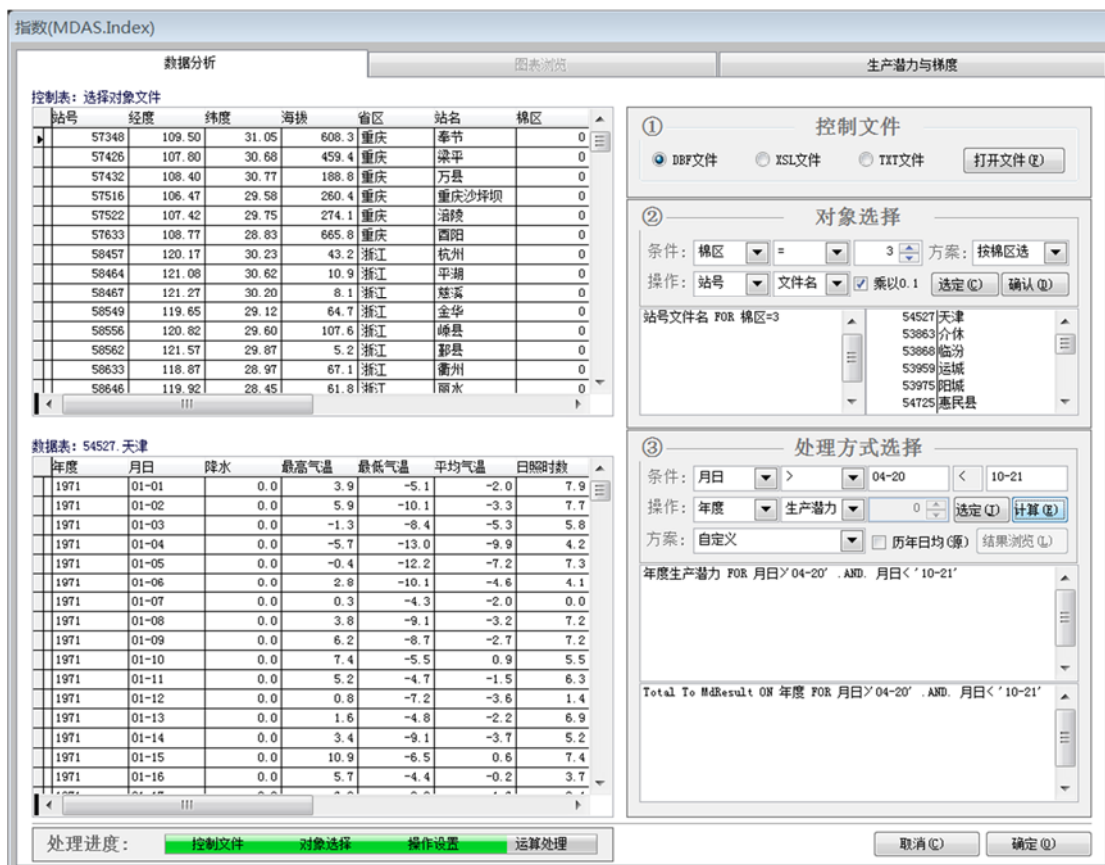 指数(MDAS.Index)
数据分析 图表浏览 生产潜力与梯度
控制表: 选择对象文件
站号 经度 纬度 海拔 省区 站名 棉区
57348 109.50 31.05 608.3 重庆 奉节 0
57426 107.80 30.68 459.4 重庆 梁平 0
57432 108.40 30.77 188.8 重庆 万县 0
57516 106.47 29.58 260.4 重庆 重庆沙坪坝 0
57522 107.42 29.75 274.1 重庆 涪陵 0
57633 108.77 28.83 665.8 重庆 酉阳 0
58457 120.17 30.23 43.2 浙江 杭州 0
58464 121.08 30.62 10.9 浙江 平湖 0
58467 121.27 30.20 8.1 浙江 慈溪 0
58549 119.65 29.12 64.7 浙江 金华 0
58556 120.82 29.60 107.6 浙江 嵊县 0
58562 121.57 29.87 5.2 浙江 鄞县 0
58633 118.87 28.97 67.1 浙江 衢州 0
58646 119.92 28.45 61.8 浙江 丽水 0
数据表: 54527.天津
年度 月日 降水 最高气温 最低气温 平均气温 日照时数
1971 01-01 0.0 3.9 -5.1 -2.0 7.9
1971 01-02 0.0 5.9 -10.1 -3.3 7.7
1971 01-03 0.0 -1.3 -8.4 -5.3 5.8
1971 01-04 0.0 -5.7 -13.0 -9.9 4.2
1971 01-05 0.0 -0.4 -12.2 -7.2 7.3
1971 01-06 0.0 2.8 -10.1 -4.6 4.1
1971 01-07 0.0 0.3 -4.3 -2.0 0.0
1971 01-08 0.0 3.8 -9.1 -3.2 7.2
1971 01-09 0.0 6.2 -8.7 -2.7 7.2
1971 01-10 0.0 7.4 -5.5 0.9 5.5
1971 01-11 0.0 5.2 -4.7 -1.5 6.3
1971 01-12 0.0 0.8 -7.2 -3.6 1.4
1971 01-13 0.0 1.6 -4.8 -2.2 6.9
1971 01-14 0.0 3.4 -9.1 -3.7 5.2
1971 01-15 0.0 10.9 -6.5 0.6 7.4
1971 01-16 0.0 5.7 -4.4 -0.2 3.7
处理进度: 控制文件 对象选择 操作设置 运算处理
① 控制文件
DBF文件 XSL文件 TXT文件 打开文件(F)
② 对象选择
条件: 棉区 = 3 方案: 按棉区选
操作: 站号 文件名 乘以0.1 选定(C) 确认(D)
站号文件名 FOR 棉区=3
54527 天津
53863 介休
53868 临汾
53959 运城
53975 阳城
54725 惠民县
③ 处理方式选择
条件: 月日 > 04-20 < 10-21
操作: 年度 生产潜力 0 选定(T) 计算(E)
方案: 自定义 历年日均(源) 结果浏览(L)
年度生产潜力 FOR 月日>'04-20' .AND. 月日<'10-21'
Total To MdResult ON 年度 FOR 月日>'04-20' .AND. 月日<'10-21'
取消(C) 确定(O)